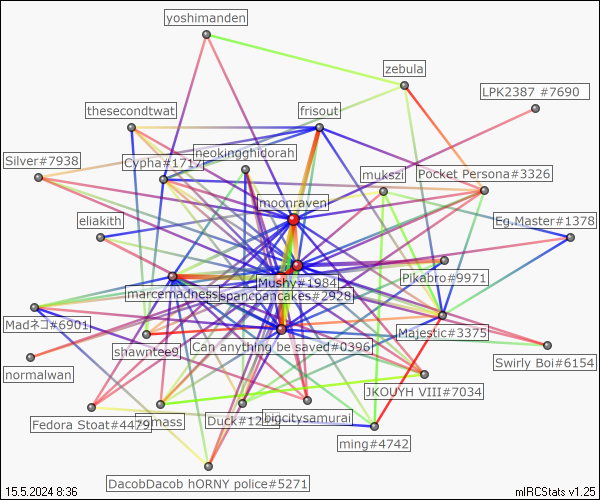 yoshimanden
zebula
LPK2387 #7690
thesecondtwat
frisout
neokingghidorah
Silver#7938
Cypha#1717
mukszi
Pocket Persona#3326
moonraven
eliakith
Eg.Master#1378
Mushy#1984
Pikabro#9971
marcemadness
spancpancakes#2928
Madネコ#6901
Majestic#3375
shawntee9
Can anything be saved#0396
normalwan
Swirly Boi#6154
JKOUYH VIII#7034
Fedora Stoat#4479
mass
Duck#124
bigcitysamurai
ming#4742
DacobDacob hORNY police#5271
15.5.2024 8:36
mIRCStats v1.25